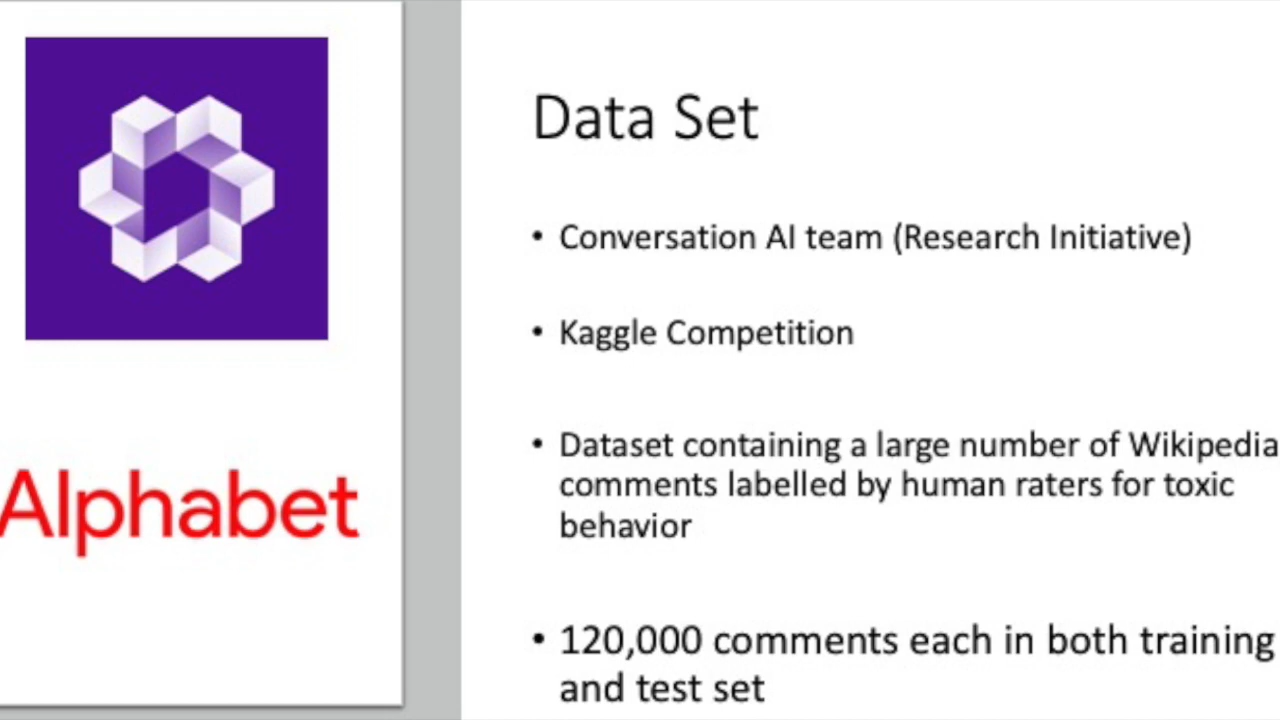 Alphabet
Data Set
• Conversation AI team (Research Initiative)
• Kaggle Competition
• Dataset containing a large number of Wikipedia
comments labelled by human raters for toxic
behavior
• 120,000 comments each in both training
and test set